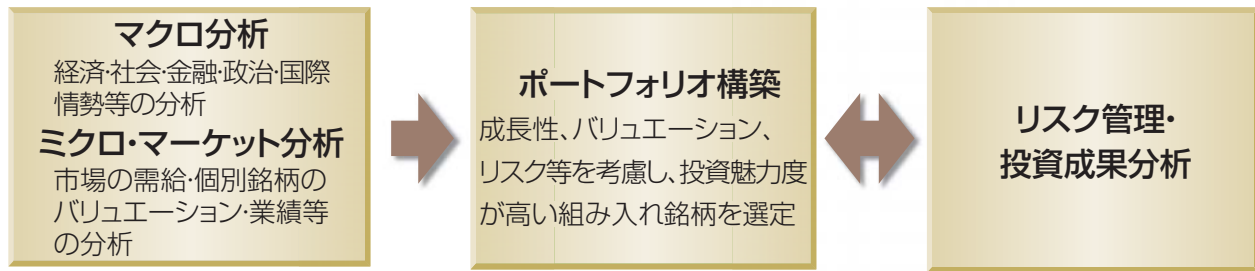 マクロ分析
経済・社会・金融・政治・国際
情勢等の分析
ミクロ・マーケット分析
市場の需給・個別銘柄の
バリュエーション・業績等
の分析
ポートフォリオ構築
成長性、バリュエーション、
リスク等を考慮し、投資魅力度
が高い組み入れ銘柄を選定
リスク管理・
投資成果分析